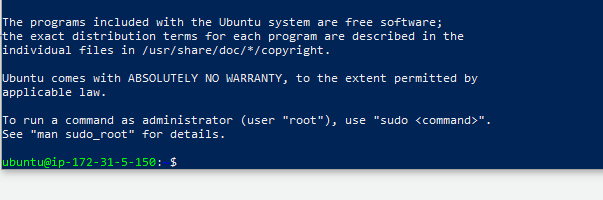 The programs included with the Ubuntu system are free software;
the exact distribution terms for each program are described in the
individual files in /usr/share/doc/*/copyright.
Ubuntu comes with ABSOLUTELY NO WARRANTY, to the extent permitted by
applicable law.
To run a command as administrator (user "root"), use "sudo <command>".
See "man sudo_root" for details.
ubuntu@ip-172-31-5-150: $